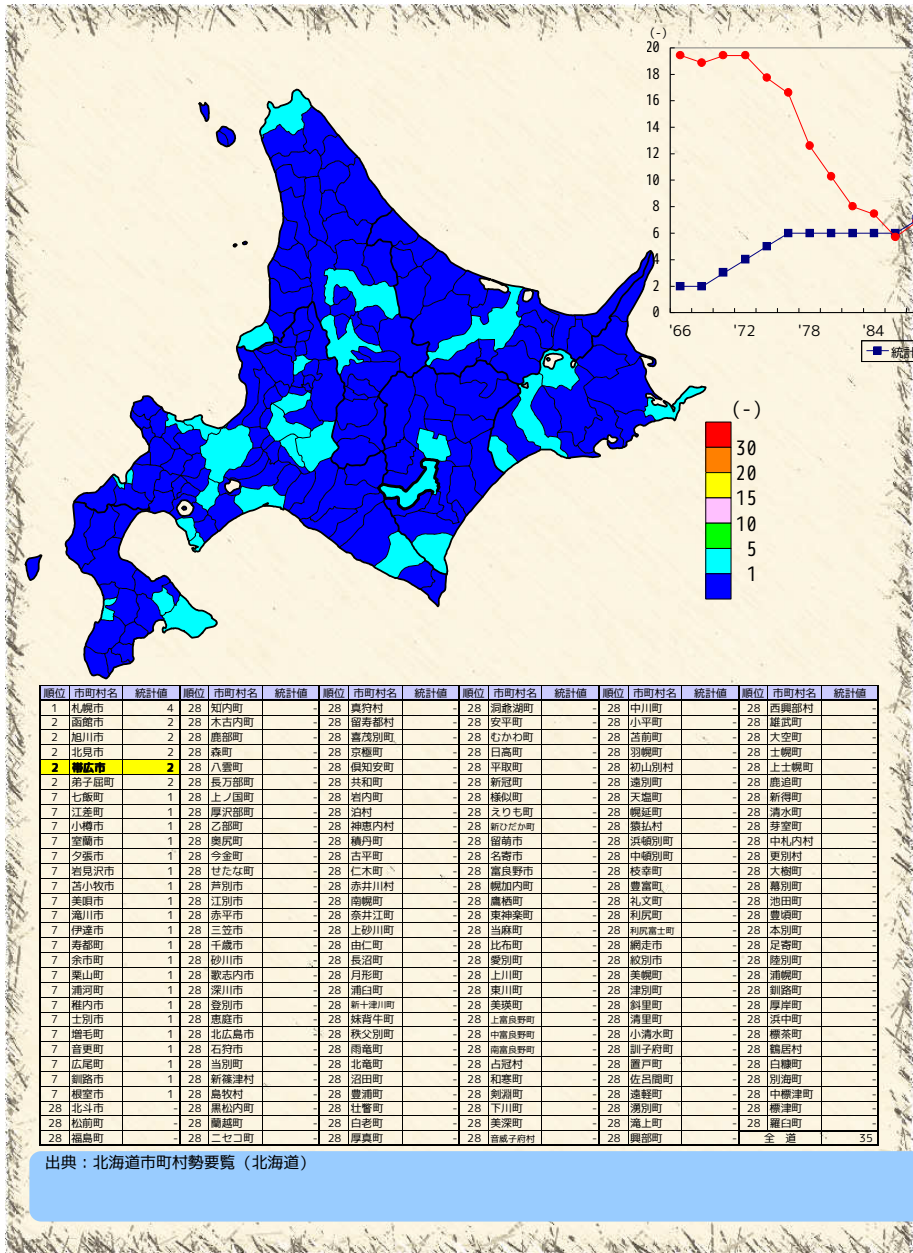 (-)
20
18
16
14
12
10
8
6
4
2
0
'66 '72 '78 '84
統計
(-)
30
20
15
10
5
1
順位 市町村名 統計値 順位 市町村名 統計値 順位 市町村名 統計値 順位 市町村名 統計値 順位 市町村名 統計値 順位 市町村名 統計値
1 札幌市 4 28 知内町 - 28 真狩村 - 28 洞爺湖町 - 28 中川町 - 28 西興部村 -
2 函館市 2 28 木古内町 - 28 留寿都村 - 28 安平町 - 28 小平町 - 28 雄武町 -
2 旭川市 2 28 鹿部町 - 28 喜茂別町 - 28 むかわ町 - 28 苫前町 - 28 大空町 -
2 北見市 2 28 森町 - 28 京極町 - 28 日高町 - 28 羽幌町 - 28 士幌町 -
2 帯広市 2 28 八雲町 - 28 倶知安町 - 28 平取町 - 28 初山別村 - 28 上士幌町 -
2 弟子屈町 2 28 長万部町 - 28 共和町 - 28 新冠町 - 28 遠別町 - 28 鹿追町 -
7 七飯町 1 28 上ノ国町 - 28 岩内町 - 28 様似町 - 28 天塩町 - 28 新得町 -
7 江差町 1 28 厚沢部町 - 28 泊村 - 28 えりも町 - 28 幌延町 - 28 清水町 -
7 小樽市 1 28 乙部町 - 28 神恵内村 - 28 新ひだか町 - 28 猿払村 - 28 芽室町 -
7 室蘭市 1 28 奥尻町 - 28 積丹町 - 28 留萌市 - 28 浜頓別町 - 28 中札内村 -
7 夕張市 1 28 今金町 - 28 古平町 - 28 名寄市 - 28 中頓別町 - 28 更別村 -
7 岩見沢市 1 28 せたな町 - 28 仁木町 - 28 富良野市 - 28 枝幸町 - 28 大樹町 -
7 苫小牧市 1 28 芦別市 - 28 赤井川村 - 28 幌加内町 - 28 豊富町 - 28 幕別町 -
7 美唄市 1 28 江別市 - 28 南幌町 - 28 鷹栖町 - 28 礼文町 - 28 池田町 -
7 滝川市 1 28 赤平市 - 28 奈井江町 - 28 東神楽町 - 28 利尻町 - 28 豊頃町 -
7 伊達市 1 28 三笠市 - 28 上砂川町 - 28 当麻町 - 28 利尻富士町 - 28 本別町 -
7 寿都町 1 28 千歳市 - 28 由仁町 - 28 比布町 - 28 網走市 - 28 足寄町 -
7 余市町 1 28 砂川市 - 28 長沼町 - 28 愛別町 - 28 紋別市 - 28 陸別町 -
7 栗山町 1 28 歌志内市 - 28 月形町 - 28 上川町 - 28 美幌町 - 28 浦幌町 -
7 浦河町 1 28 深川市 - 28 浦臼町 - 28 東川町 - 28 津別町 - 28 釧路町 -
7 稚内市 1 28 登別市 - 28 新十津川町 - 28 美瑛町 - 28 斜里町 - 28 厚岸町 -
7 士別市 1 28 恵庭市 - 28 妹背牛町 - 28 上富良野町 - 28 清里町 - 28 浜中町 -
7 増毛町 1 28 北広島市 - 28 秩父別町 - 28 中富良野町 - 28 小清水町 - 28 標茶町 -
7 音更町 1 28 石狩市 - 28 雨竜町 - 28 南富良野町 - 28 訓子府町 - 28 鶴居村 -
7 広尾町 1 28 当別町 - 28 北竜町 - 28 占冠村 - 28 置戸町 - 28 白糠町 -
7 釧路市 1 28 新篠津村 - 28 沼田町 - 28 和寒町 - 28 佐呂間町 - 28 別海町 -
7 根室市 1 28 島牧村 - 28 豊浦町 - 28 剣淵町 - 28 遠軽町 - 28 中標津町 -
28 北斗市 - 28 黒松内町 - 28 壮瞥町 - 28 下川町 - 28 湧別町 - 28 標津町 -
28 松前町 - 28 蘭越町 - 28 白老町 - 28 美深町 - 28 滝上町 - 28 羅臼町 -
28 福島町 - 28 ニセコ町 - 28 厚真町 - 28 音威子府村 - 28 興部町 - 全 道 35
出典：北海道市町村勢要覧（北海道）